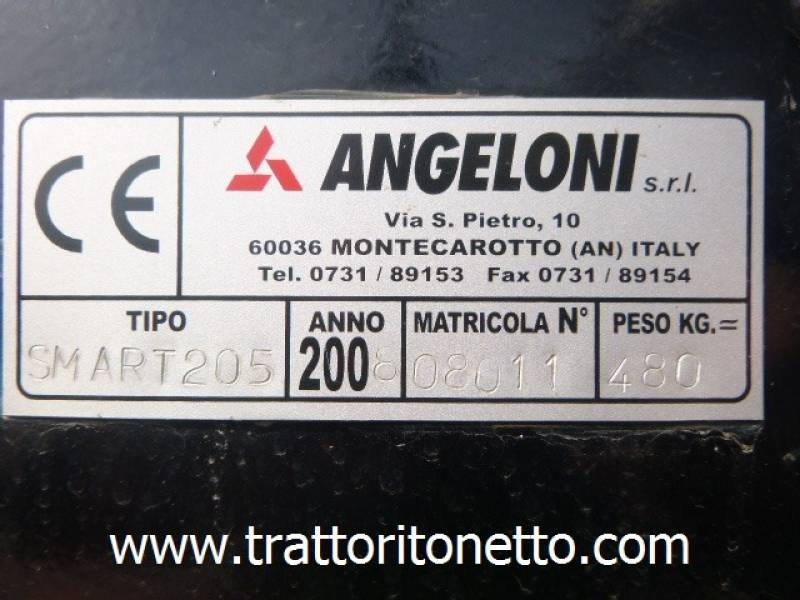 CE
ANGELONI s.r.l.
Via S. Pietro, 10
60036 MONTECAROTTO (AN) ITALY
Tel. 0731 / 89153 Fax 0731 / 89154
TIPO ANNO MATRICOLA N° PESO KG.=
SMART205 2008 08011 480
www.trattoritonetto.com